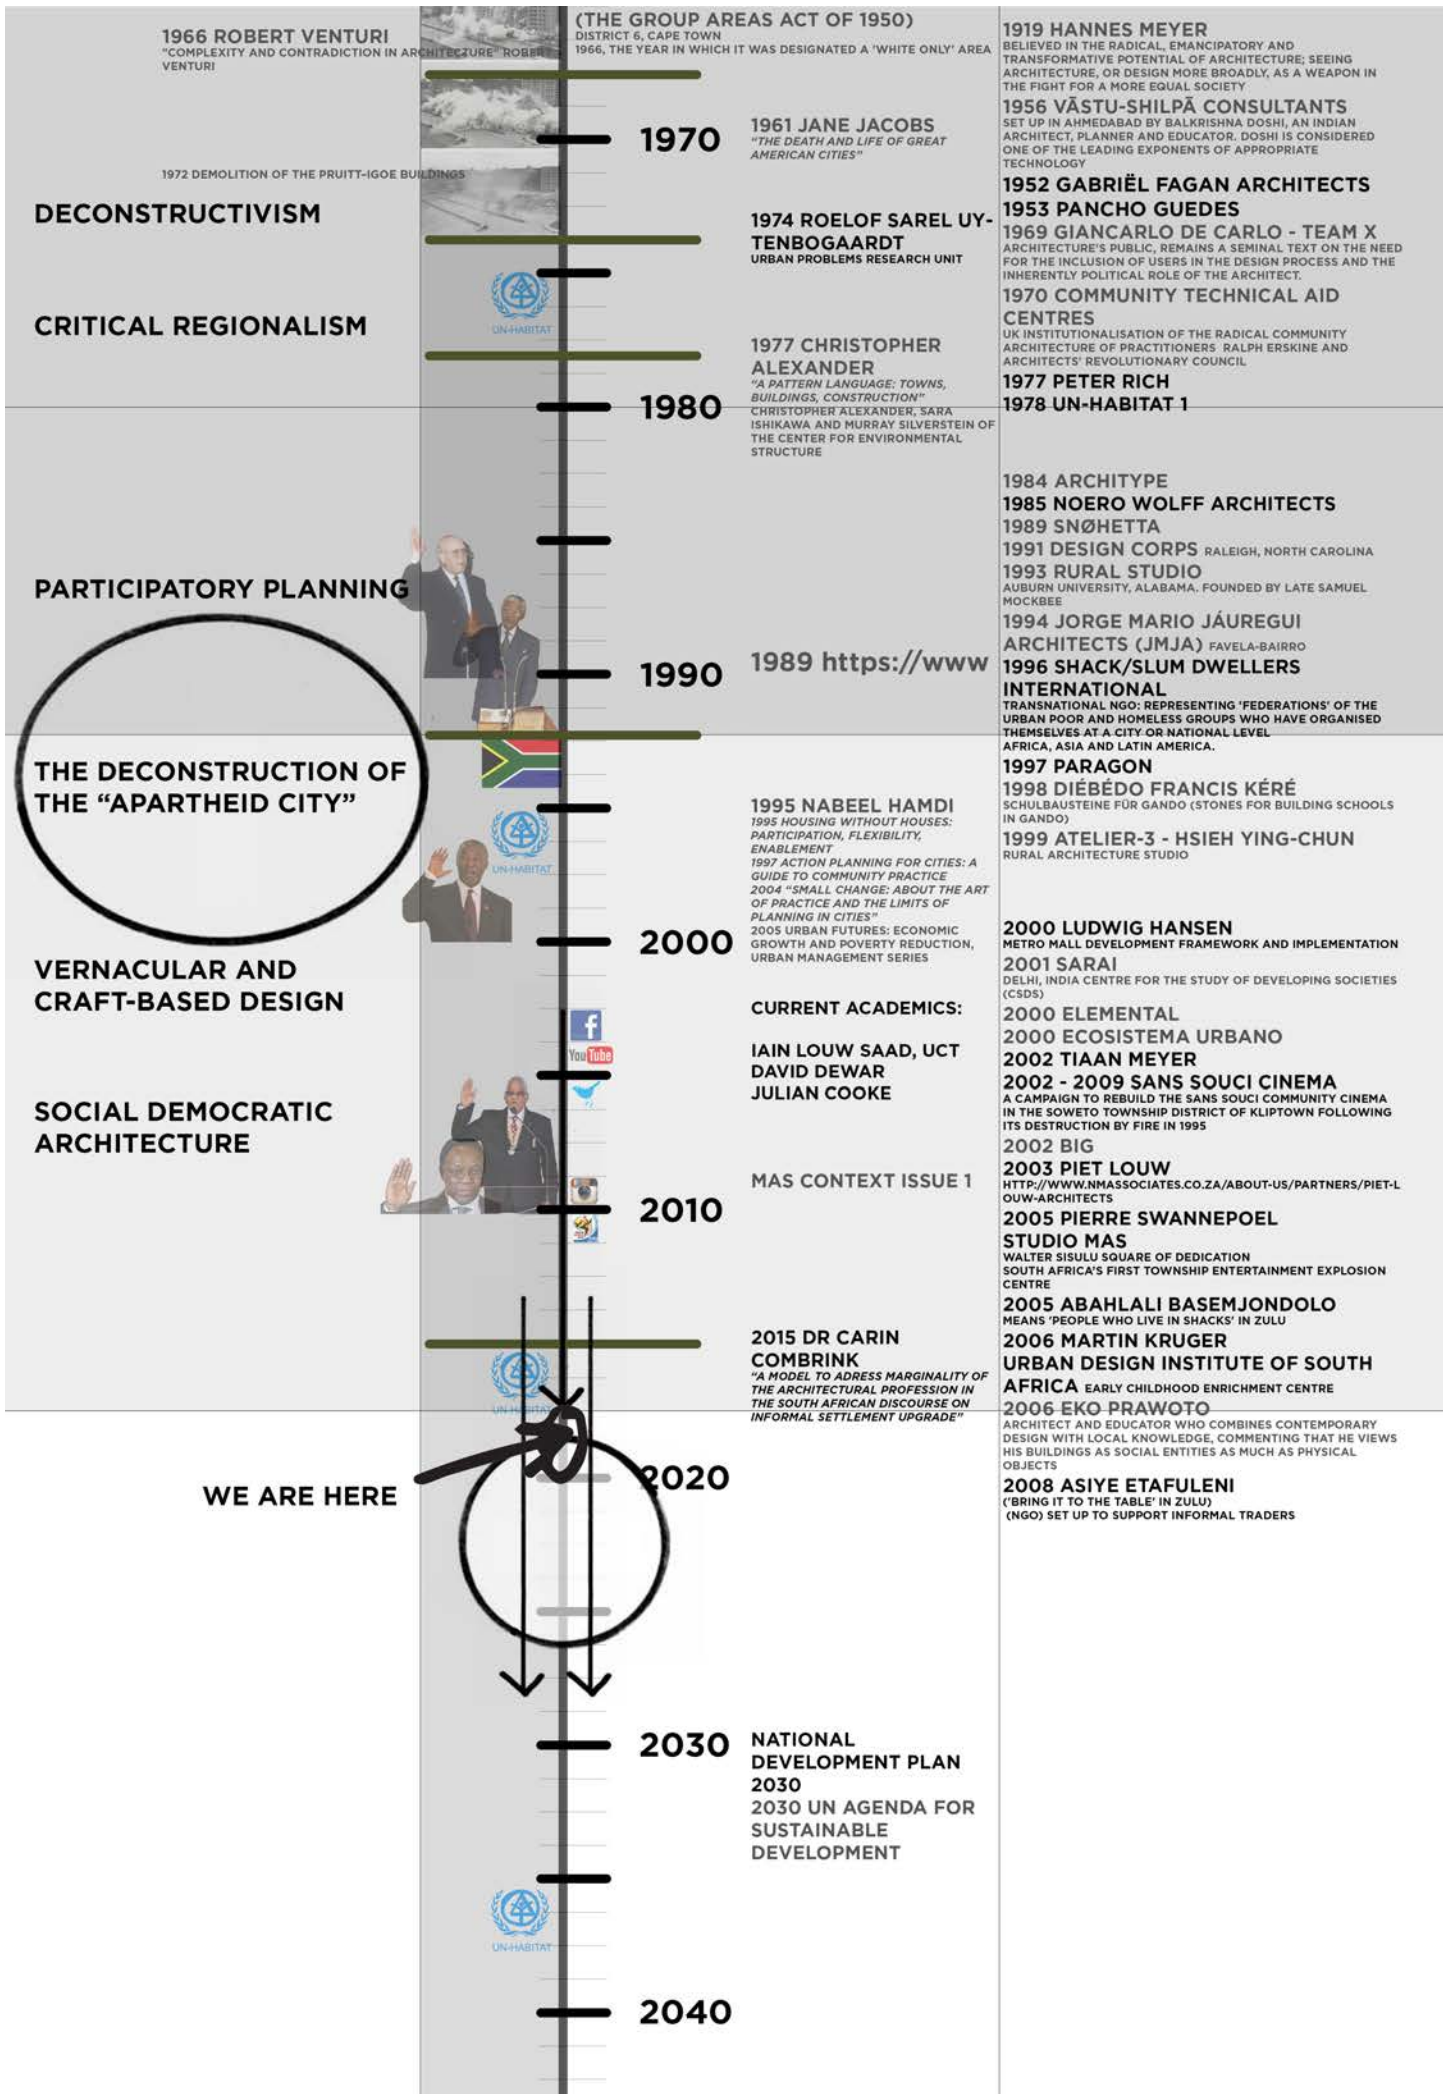 1966 ROBERT VENTURI
"COMPLEXITY AND CONTRADICTION IN ARCHITECTURE" ROBERT
VENTURI
1972 DEMOLITION OF THE PRUITT-IGOE BUILDINGS
DECONSTRUCTIVISM
CRITICAL REGIONALISM
PARTICIPATORY PLANNING
THE DECONSTRUCTION OF
THE “APARTHEID CITY”
VERNACULAR AND
CRAFT-BASED DESIGN
SOCIAL DEMOCRATIC
ARCHITECTURE
WE ARE HERE
UN-HABITAT
UN-HABITAT
UN-HABITAT
UN-HABITAT
f
YouTube
1970
1980
1990
2000
2010
2020
2030
2040
(THE GROUP AREAS ACT OF 1950)
DISTRICT 6, CAPE TOWN
1966, THE YEAR IN WHICH IT WAS DESIGNATED A 'WHITE ONLY' AREA
1961 JANE JACOBS
“THE DEATH AND LIFE OF GREAT
AMERICAN CITIES”
1974 ROELOF SAREL UY-
TENBOGAARDT
URBAN PROBLEMS RESEARCH UNIT
1977 CHRISTOPHER
ALEXANDER
“A PATTERN LANGUAGE: TOWNS,
BUILDINGS, CONSTRUCTION”
CHRISTOPHER ALEXANDER, SARA
ISHIKAWA AND MURRAY SILVERSTEIN OF
THE CENTER FOR ENVIRONMENTAL
STRUCTURE
1989 https://www
1995 NABEEL HAMDI
1995 HOUSING WITHOUT HOUSES:
PARTICIPATION, FLEXIBILITY,
ENABLEMENT
1997 ACTION PLANNING FOR CITIES: A
GUIDE TO COMMUNITY PRACTICE
2004 “SMALL CHANGE: ABOUT THE ART
OF PRACTICE AND THE LIMITS OF
PLANNING IN CITIES”
2005 URBAN FUTURES: ECONOMIC
GROWTH AND POVERTY REDUCTION,
URBAN MANAGEMENT SERIES
CURRENT ACADEMICS:
IAIN LOUW SAAD, UCT
DAVID DEWAR
JULIAN COOKE
MAS CONTEXT ISSUE 1
2015 DR CARIN
COMBRINK
“A MODEL TO ADRESS MARGINALITY OF
THE ARCHITECTURAL PROFESSION IN
THE SOUTH AFRICAN DISCOURSE ON
INFORMAL SETTLEMENT UPGRADE”
NATIONAL
DEVELOPMENT PLAN
2030
2030 UN AGENDA FOR
SUSTAINABLE
DEVELOPMENT
1919 HANNES MEYER
BELIEVED IN THE RADICAL, EMANCIPATORY AND
TRANSFORMATIVE POTENTIAL OF ARCHITECTURE; SEEING
ARCHITECTURE, OR DESIGN MORE BROADLY, AS A WEAPON IN
THE FIGHT FOR A MORE EQUAL SOCIETY
1956 VĀSTU-SHILPĀ CONSULTANTS
SET UP IN AHMEDABAD BY BALKRISHNA DOSHI, AN INDIAN
ARCHITECT, PLANNER AND EDUCATOR. DOSHI IS CONSIDERED
ONE OF THE LEADING EXPONENTS OF APPROPRIATE
TECHNOLOGY
1952 GABRIËL FAGAN ARCHITECTS
1953 PANCHO GUEDES
1969 GIANCARLO DE CARLO - TEAM X
ARCHITECTURE'S PUBLIC, REMAINS A SEMINAL TEXT ON THE NEED
FOR THE INCLUSION OF USERS IN THE DESIGN PROCESS AND THE
INHERENTLY POLITICAL ROLE OF THE ARCHITECT.
1970 COMMUNITY TECHNICAL AID
CENTRES
UK INSTITUTIONALISATION OF THE RADICAL COMMUNITY
ARCHITECTURE OF PRACTITIONERS RALPH ERSKINE AND
ARCHITECTS' REVOLUTIONARY COUNCIL
1977 PETER RICH
1978 UN-HABITAT 1
1984 ARCHITYPE
1985 NOERO WOLFF ARCHITECTS
1989 SNØHETTA
1991 DESIGN CORPS RALEIGH, NORTH CAROLINA
1993 RURAL STUDIO
AUBURN UNIVERSITY, ALABAMA. FOUNDED BY LATE SAMUEL
MOCKBEE
1994 JORGE MARIO JÁUREGUI
ARCHITECTS (JMJA) FAVELA-BAIRRO
1996 SHACK/SLUM DWELLERS
INTERNATIONAL
TRANSNATIONAL NGO: REPRESENTING 'FEDERATIONS' OF THE
URBAN POOR AND HOMELESS GROUPS WHO HAVE ORGANISED
THEMSELVES AT A CITY OR NATIONAL LEVEL
AFRICA, ASIA AND LATIN AMERICA.
1997 PARAGON
1998 DIÉBÉDO FRANCIS KÉRÉ
SCHULBAUSTEINE FÜR GANDO (STONES FOR BUILDING SCHOOLS
IN GANDO)
1999 ATELIER-3 - HSIEH YING-CHUN
RURAL ARCHITECTURE STUDIO
2000 LUDWIG HANSEN
METRO MALL DEVELOPMENT FRAMEWORK AND IMPLEMENTATION
2001 SARAI
DELHI, INDIA CENTRE FOR THE STUDY OF DEVELOPING SOCIETIES
(CSDS)
2000 ELEMENTAL
2000 ECOSISTEMA URBANO
2002 TIAAN MEYER
2002 - 2009 SANS SOUCI CINEMA
A CAMPAIGN TO REBUILD THE SANS SOUCI COMMUNITY CINEMA
IN THE SOWETO TOWNSHIP DISTRICT OF KLIPTOWN FOLLOWING
ITS DESTRUCTION BY FIRE IN 1995
2002 BIG
2003 PIET LOUW
HTTP://WWW.NMASSOCIATES.CO.ZA/ABOUT-US/PARTNERS/PIET-L
OUW-ARCHITECTS
2005 PIERRE SWANNEPOEL
STUDIO MAS
WALTER SISULU SQUARE OF DEDICATION
SOUTH AFRICA'S FIRST TOWNSHIP ENTERTAINMENT EXPLOSION
CENTRE
2005 ABAHLALI BASEMJONDOLO
MEANS 'PEOPLE WHO LIVE IN SHACKS' IN ZULU
2006 MARTIN KRUGER
URBAN DESIGN INSTITUTE OF SOUTH
AFRICA EARLY CHILDHOOD ENRICHMENT CENTRE
2006 EKO PRAWOTO
ARCHITECT AND EDUCATOR WHO COMBINES CONTEMPORARY
DESIGN WITH LOCAL KNOWLEDGE, COMMENTING THAT HE VIEWS
HIS BUILDINGS AS SOCIAL ENTITIES AS MUCH AS PHYSICAL
OBJECTS
2008 ASIYE ETAFULENI
('BRING IT TO THE TABLE' IN ZULU)
(NGO) SET UP TO SUPPORT INFORMAL TRADERS